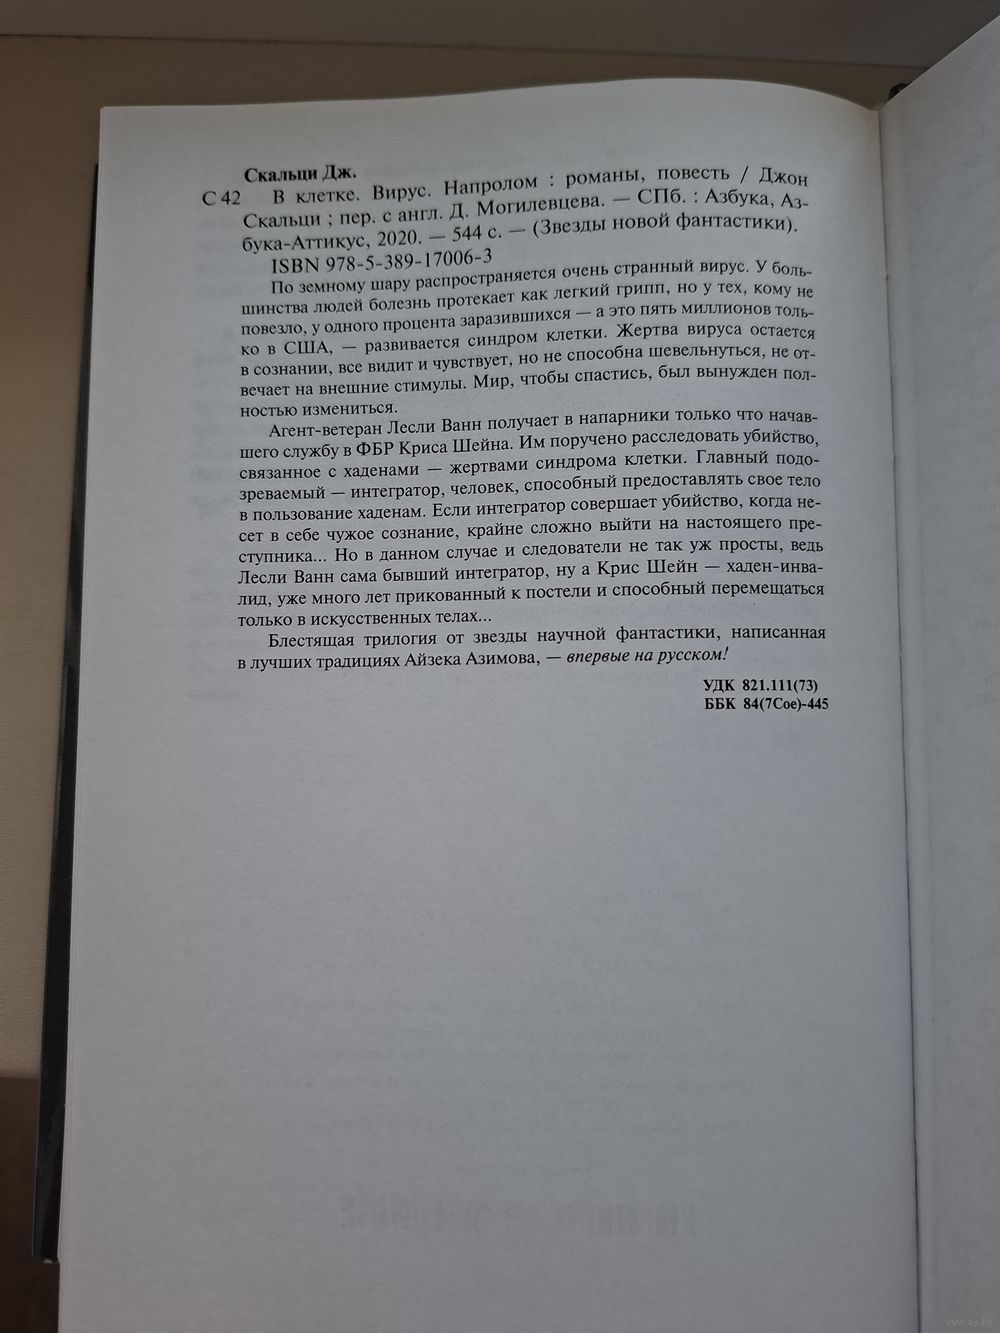 Скальци Дж.
С 42 В клетке. Вирус. Напролом : романы, повесть / Джон
Скальци ; пер. с англ. Д. Могилевцева. — СПб. : Азбука, Аз-
бука-Аттикус, 2020. — 544 с. — (Звезды новой фантастики).
ISBN 978-5-389-17006-3
По земному шару распространяется очень странный вирус. У боль-
шинства людей болезнь протекает как легкий грипп, но у тех, кому не
повезло, у одного процента заразившихся — а это пять миллионов толь-
ко в США, — развивается синдром клетки. Жертва вируса остается
в сознании, все видит и чувствует, но не способна шевельнуться, не от-
вечает на внешние стимулы. Мир, чтобы спастись, был вынужден пол-
ностью измениться.
Агент-ветеран Лесли Ванн получает в напарники только что начав-
шего службу в ФБР Криса Шейна. Им поручено расследовать убийство,
связанное с хаденами — жертвами синдрома клетки. Главный подо-
зреваемый — интегратор, человек, способный предоставлять свое тело
в пользование хаденам. Если интегратор совершает убийство, когда не-
сет в себе чужое сознание, крайне сложно выйти на настоящего пре-
ступника... Но в данном случае и следователи не так уж просты, ведь
Лесли Ванн сама бывший интегратор, ну а Крис Шейн — хаден-инва-
лид, уже много лет прикованный к постели и способный перемещаться
только в искусственных телах...
Блестящая трилогия от звезды научной фантастики, написанная
в лучших традициях Айзека Азимова, — впервые на русском!
УДК 821.111(73)
ББК 84(7Сое)-445
www.ay.by